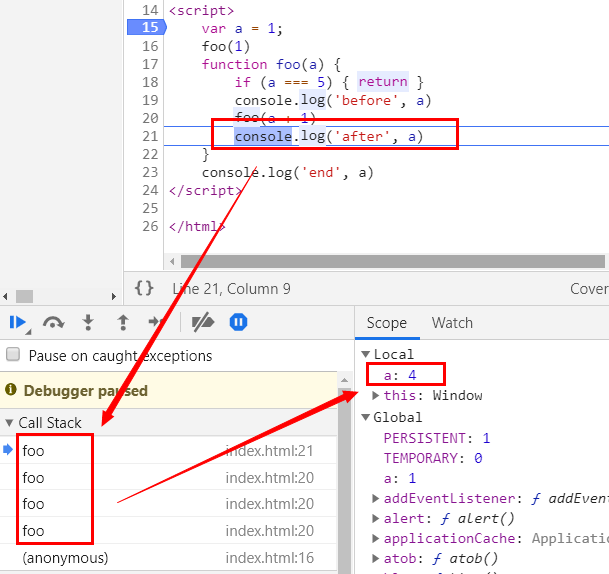 14 <script>
15 var a = 1;
16 foo(1)
17 function foo(a) {
18 if (a === 5) { return }
19 console.log('before', a)
20 foo(a + 1)
21 console.log('after', a)
22 }
23 console.log('end', a)
24 </script>
25
26 </html>
{} Line 21, Column 9 Cover
Pause on caught exceptions
Debugger paused
Call Stack
foo index.html:21
foo index.html:20
foo index.html:20
foo index.html:20
(anonymous) index.html:16
Scope Watch
Local
a: 4
this: Window
Global
PERSISTENT: 1
TEMPORARY: 0
a: 1
addEventListener: ƒ addEven
alert: ƒ alert()
applicationCache: Application
atob: ƒ atob()